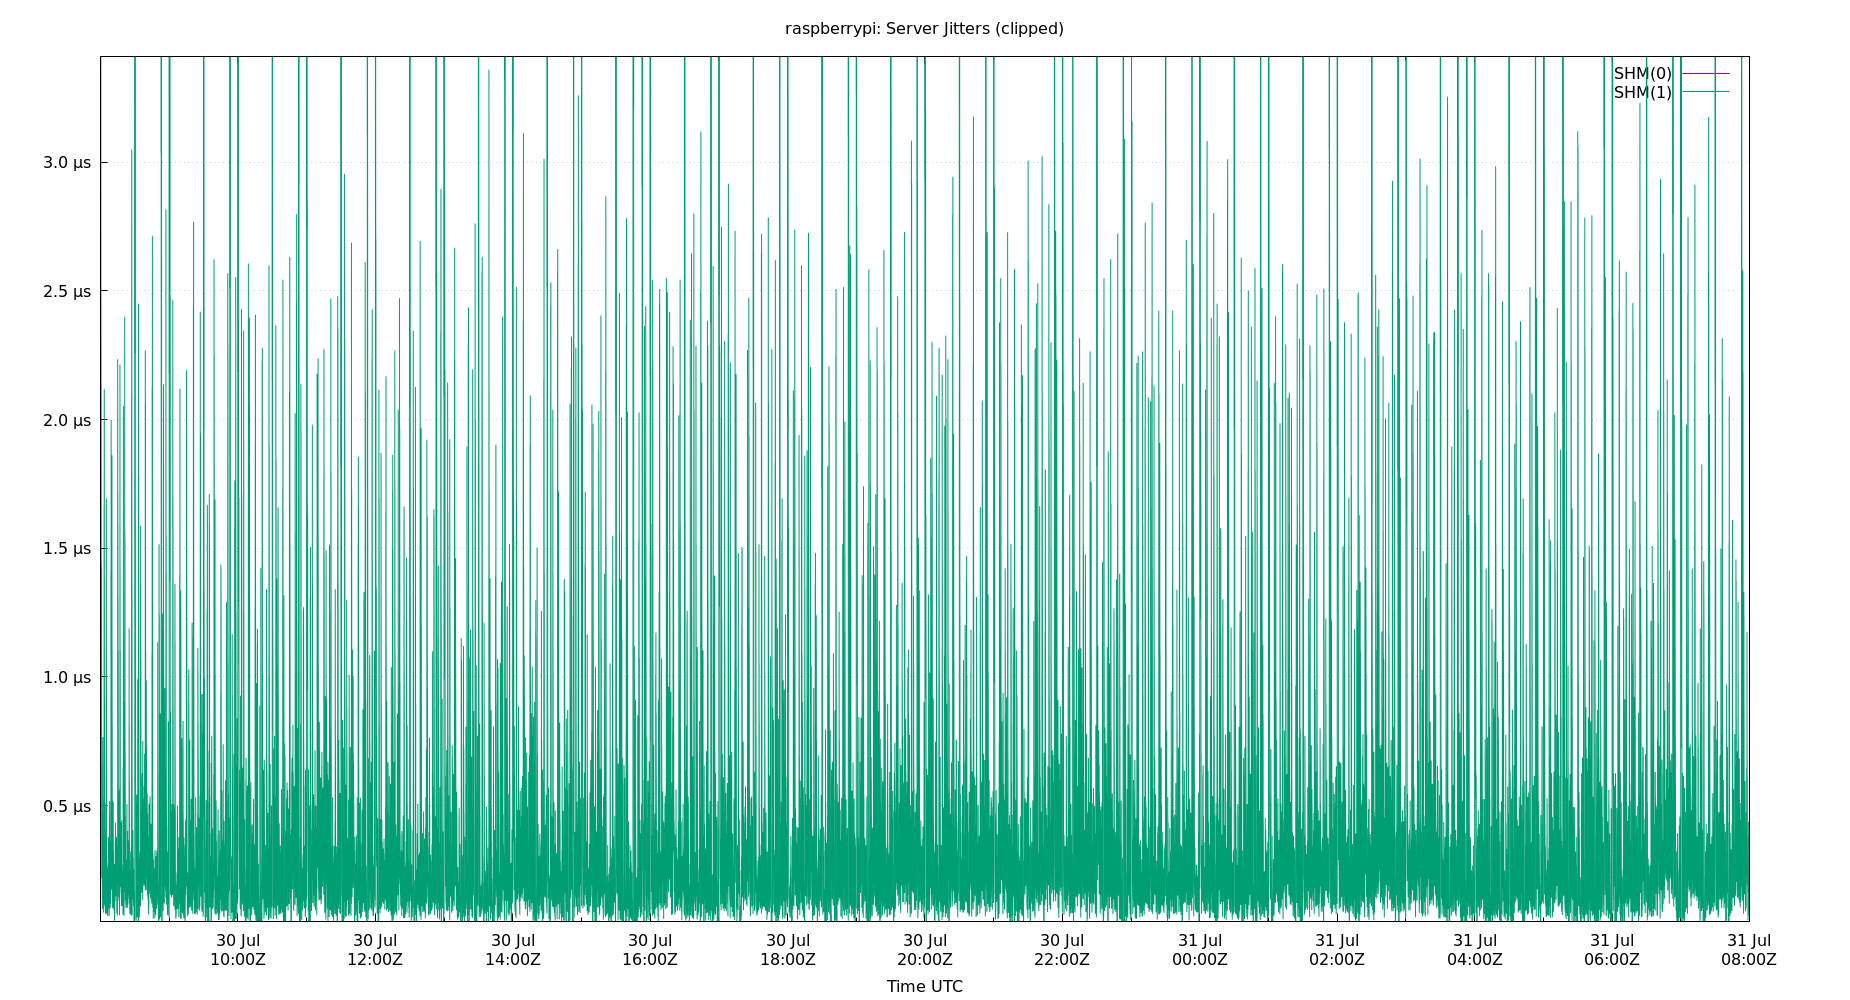 raspberrypi: Server Jitters (clipped)
SHM(0)
SHM(1)
3.0 μs
2.5 μs
2.0 μs
1.5 μs
1.0 μs
0.5 μs
30 Jul 30 Jul 30 Jul 30 Jul 30 Jul 30 Jul 30 Jul 31 Jul 31 Jul 31 Jul 31 Jul 31 Jul
10:00Z 12:00Z 14:00Z 16:00Z 18:00Z 20:00Z 22:00Z 00:00Z 02:00Z 04:00Z 06:00Z 08:00Z
Time UTC